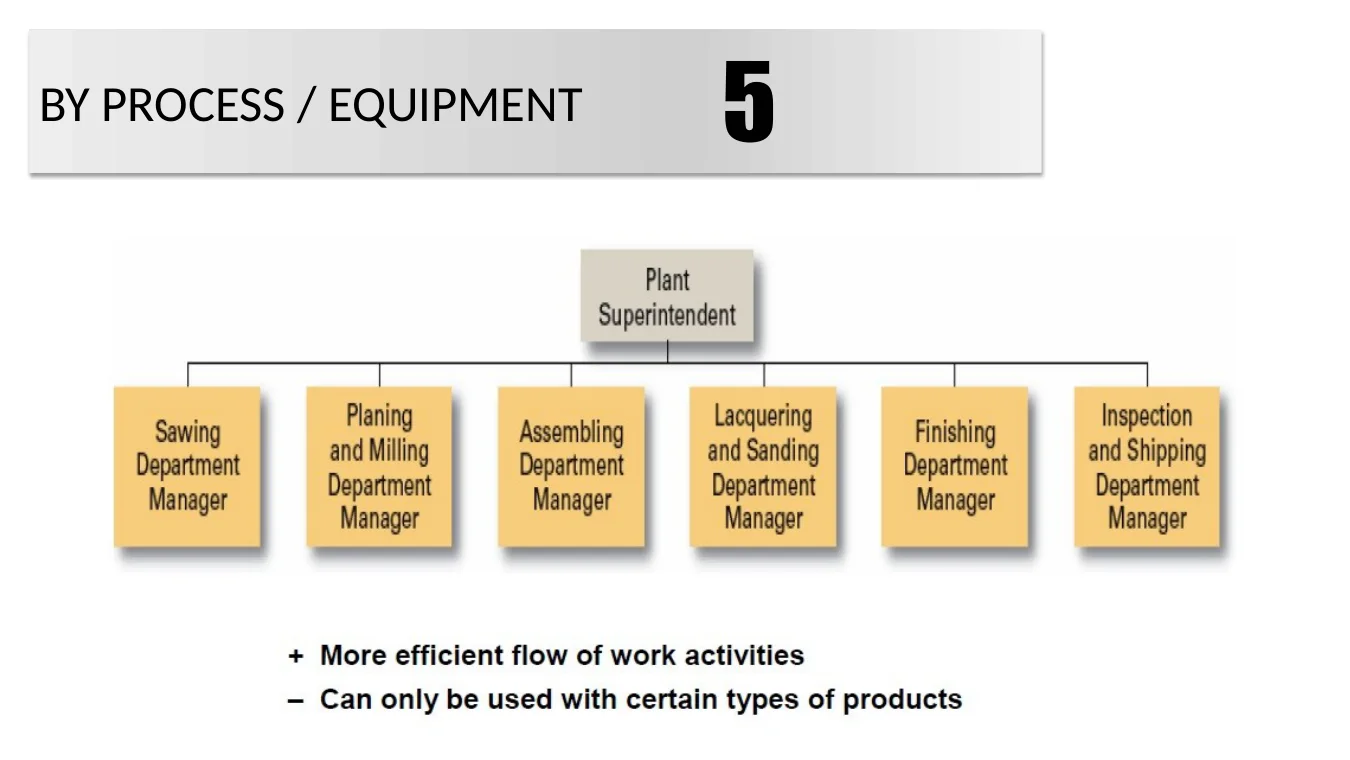 BY PROCESS / EQUIPMENT 5
Plant
Superintendent
Sawing
Department
Manager
Planing
and Milling
Department
Manager
Assembling
Department
Manager
Lacquering
and Sanding
Department
Manager
Finishing
Department
Manager
Inspection
and Shipping
Department
Manager
+ More efficient flow of work activities
– Can only be used with certain types of products